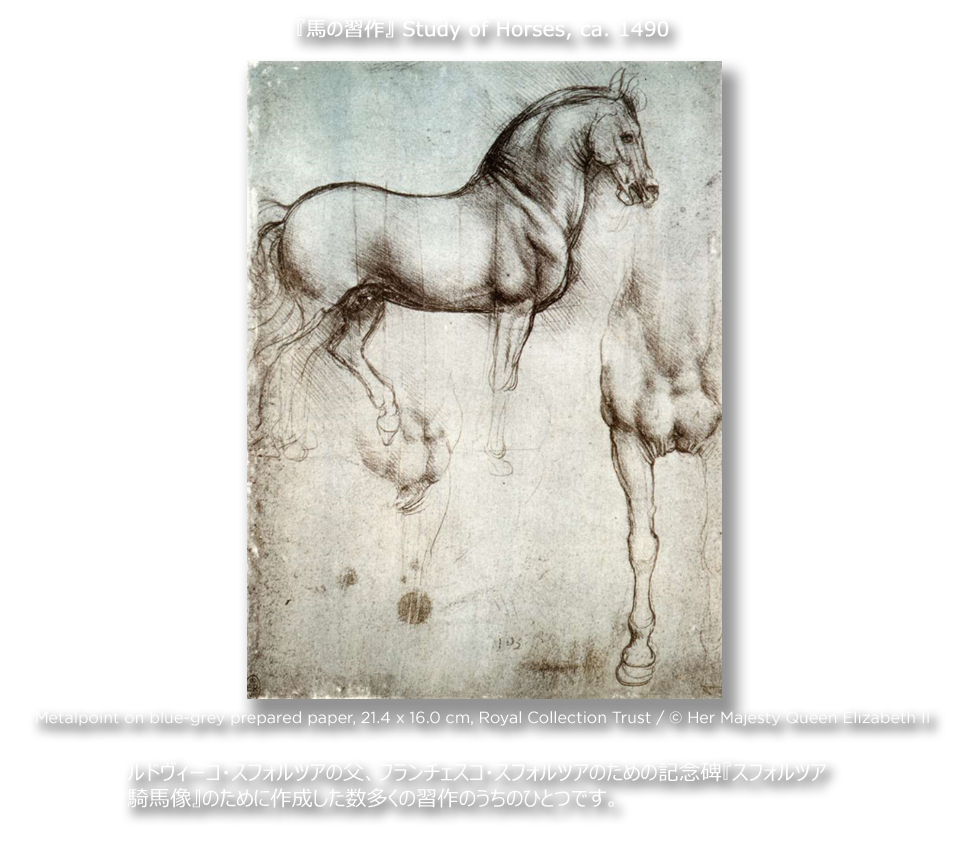 『馬の習作』 Study of Horses, ca. 1490
Metalpoint on blue-grey prepared paper, 21.4 x 16.0 cm, Royal Collection Trust / © Her Majesty Queen Elizabeth II
ルドヴィーゴ・スフォルツアの父、フランチェスコ・スフォルツアのための記念碑『スフォルツア
騎馬像』のために作成した数多くの習作のうちのひとつです。